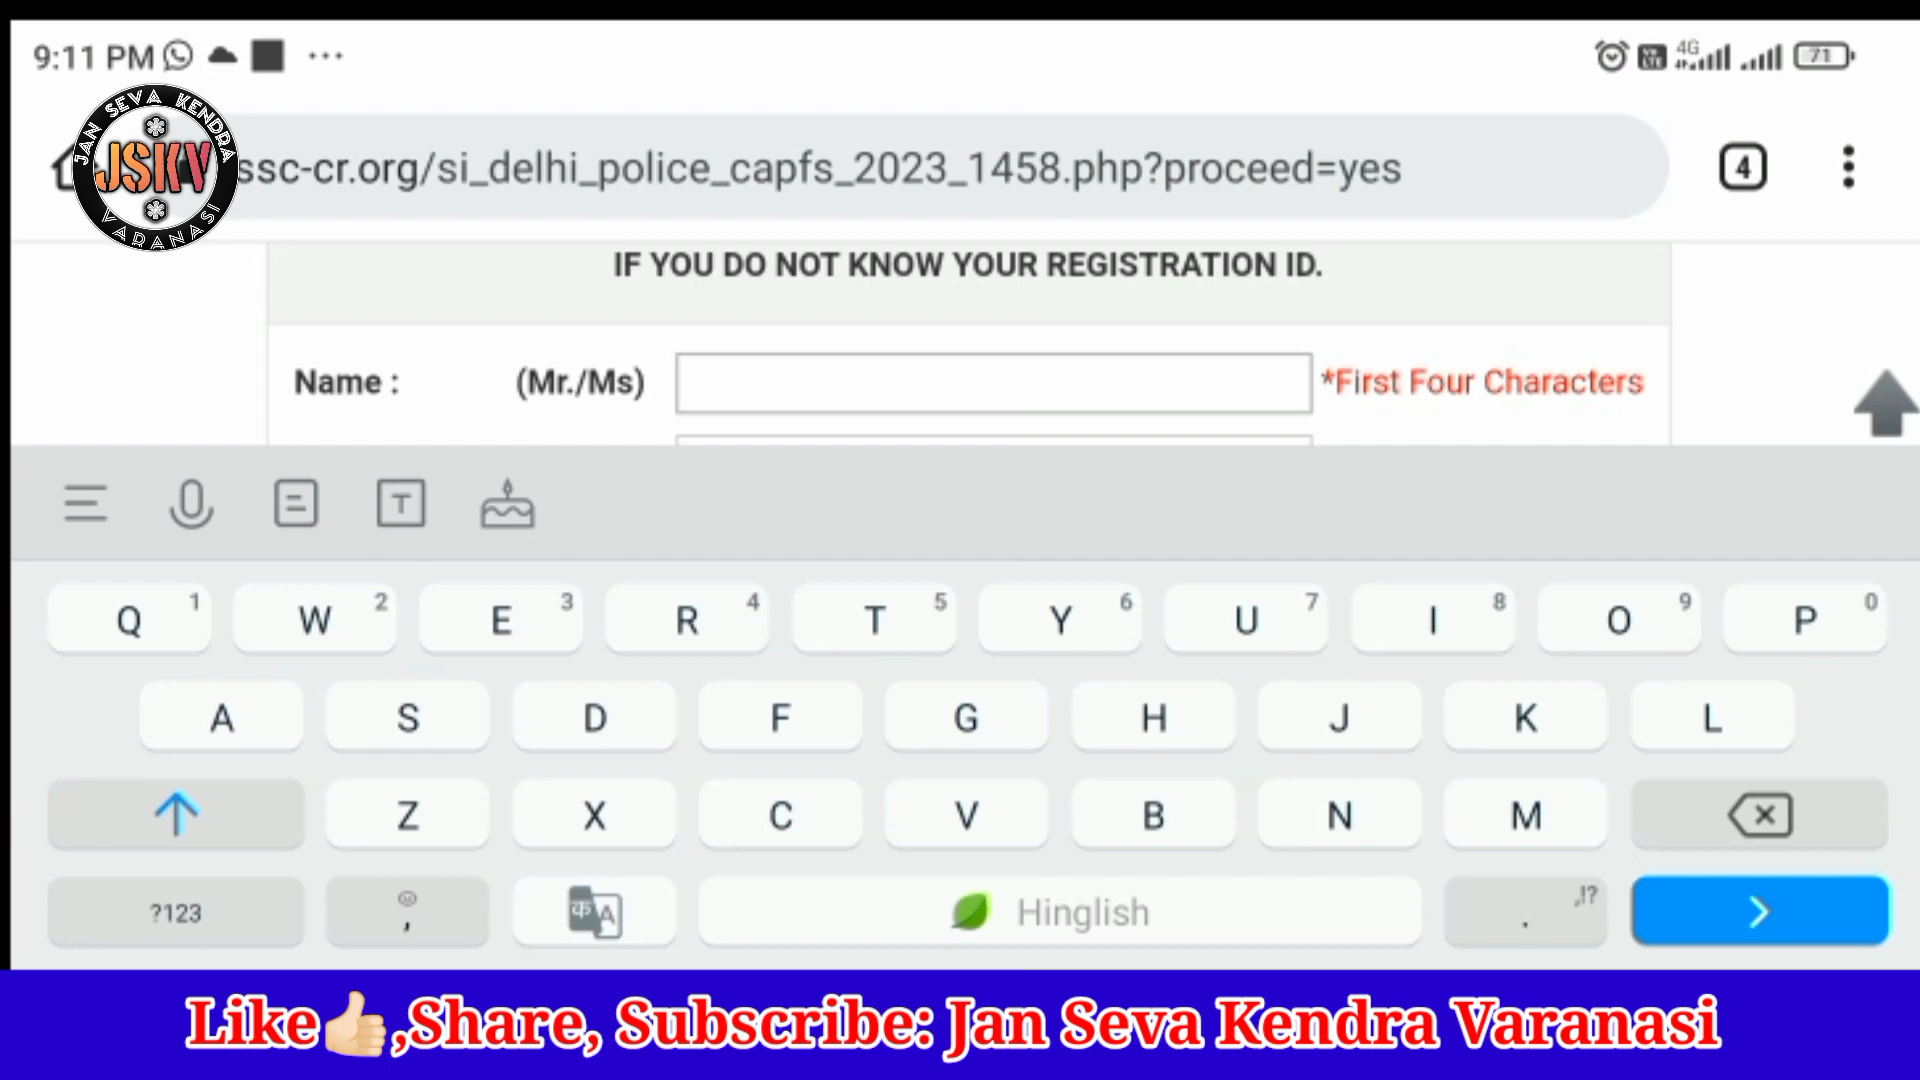 9:11 PM ...
4G 71
JAN SEVA KENDRA
JSKV
VARANASI
ssc-cr.org/si_delhi_police_capfs_2023_1458.php?proceed=yes
4
IF YOU DO NOT KNOW YOUR REGISTRATION ID.
Name : (Mr./Ms) *First Four Characters
T
Q 1 W 2 E 3 R 4 T 5 Y 6 U 7 I 8 O 9 P 0
A S D F G H J K L
Z X C V B N M
?123 , क A Hinglish . ,!?
Like👍🏻,Share, Subscribe: Jan Seva Kendra Varanasi